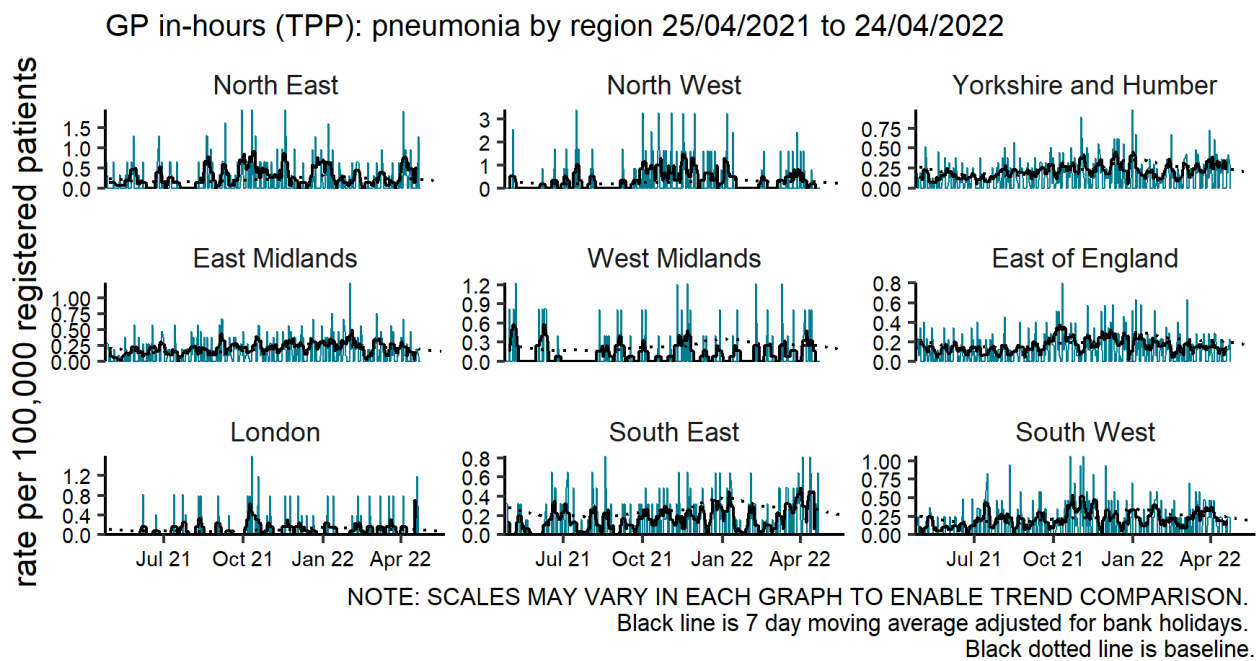 GP in-hours (TPP): pneumonia by region 25/04/2021 to 24/04/2022
rate per 100,000 registered patients
North East
North West
Yorkshire and Humber
1.5
1.0
0.5
0.0
3
2
1
0
0.75
0.50
0.25
0.00
East Midlands
West Midlands
East of England
1.00
0.75
0.50
0.25
0.00
1.2
0.9
0.6
0.3
0.0
0.8
0.6
0.4
0.2
0.0
London
South East
South West
1.2
0.8
0.4
0.0
0.8
0.6
0.4
0.2
0.0
1.00
0.75
0.50
0.25
0.00
Jul 21 Oct 21 Jan 22 Apr 22
Jul 21 Oct 21 Jan 22 Apr 22
Jul 21 Oct 21 Jan 22 Apr 22
NOTE: SCALES MAY VARY IN EACH GRAPH TO ENABLE TREND COMPARISON.
Black line is 7 day moving average adjusted for bank holidays.
Black dotted line is baseline.